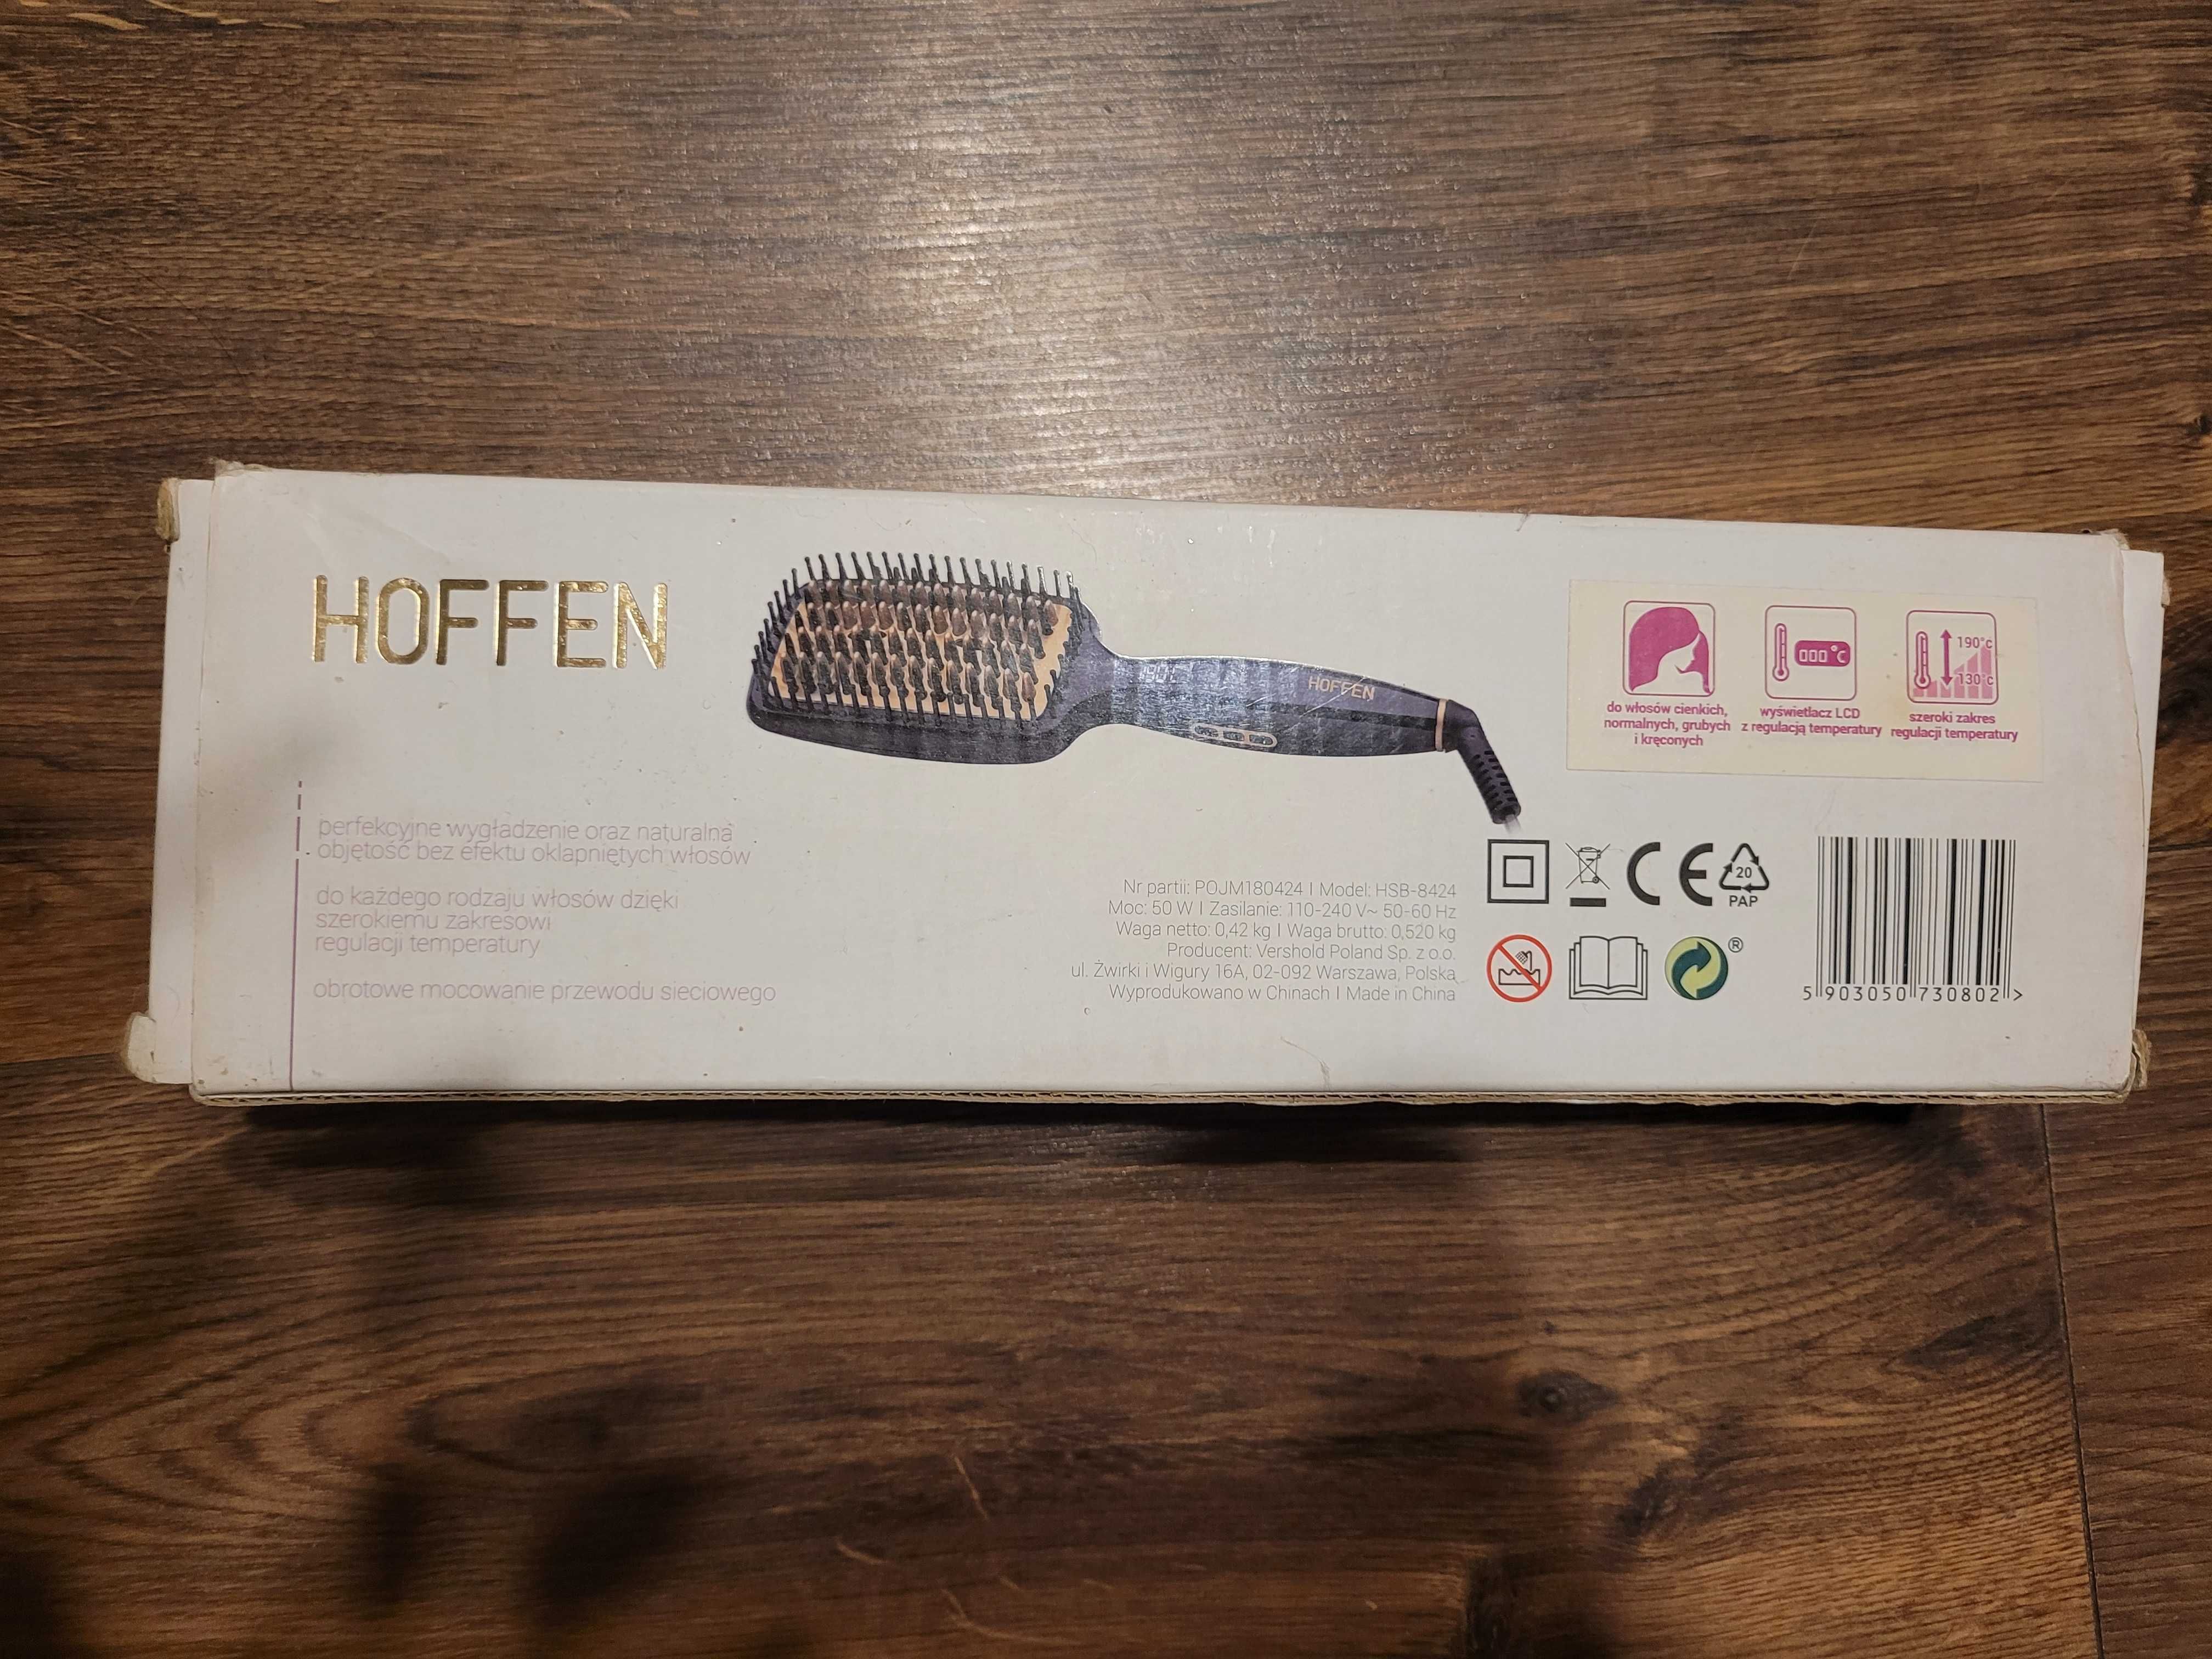 HOFFEN
190°C
HOFFEN
do włosów cienkich,
normalnych, grubych
i kręconych
000°C
wyświetlacz LCD
z regulacją temperatury
190°c
130°c
szeroki zakres
regulacji temperatury
perfekcyjne wygładzenie oraz naturalna
objętość bez efektu oklapniętych włosów
do każdego rodzaju włosów dzięki
szerokiemu zakresowi
regulacji temperatury
obrotowe mocowanie przewodu sieciowego
Nr partii: POJM180424 | Model: HSB-8424
Moc: 50 W | Zasilanie: 110-240 V~ 50-60 Hz
Waga netto: 0,42 kg | Waga brutto: 0,520 kg
Producent: Vershold Poland Sp. z o.o.
ul. Żwirki i Wigury 16A, 02-092 Warszawa, Polska
Wyprodukowano w Chinach | Made in China
CE
20
PAP
®
5 903050 730802 >